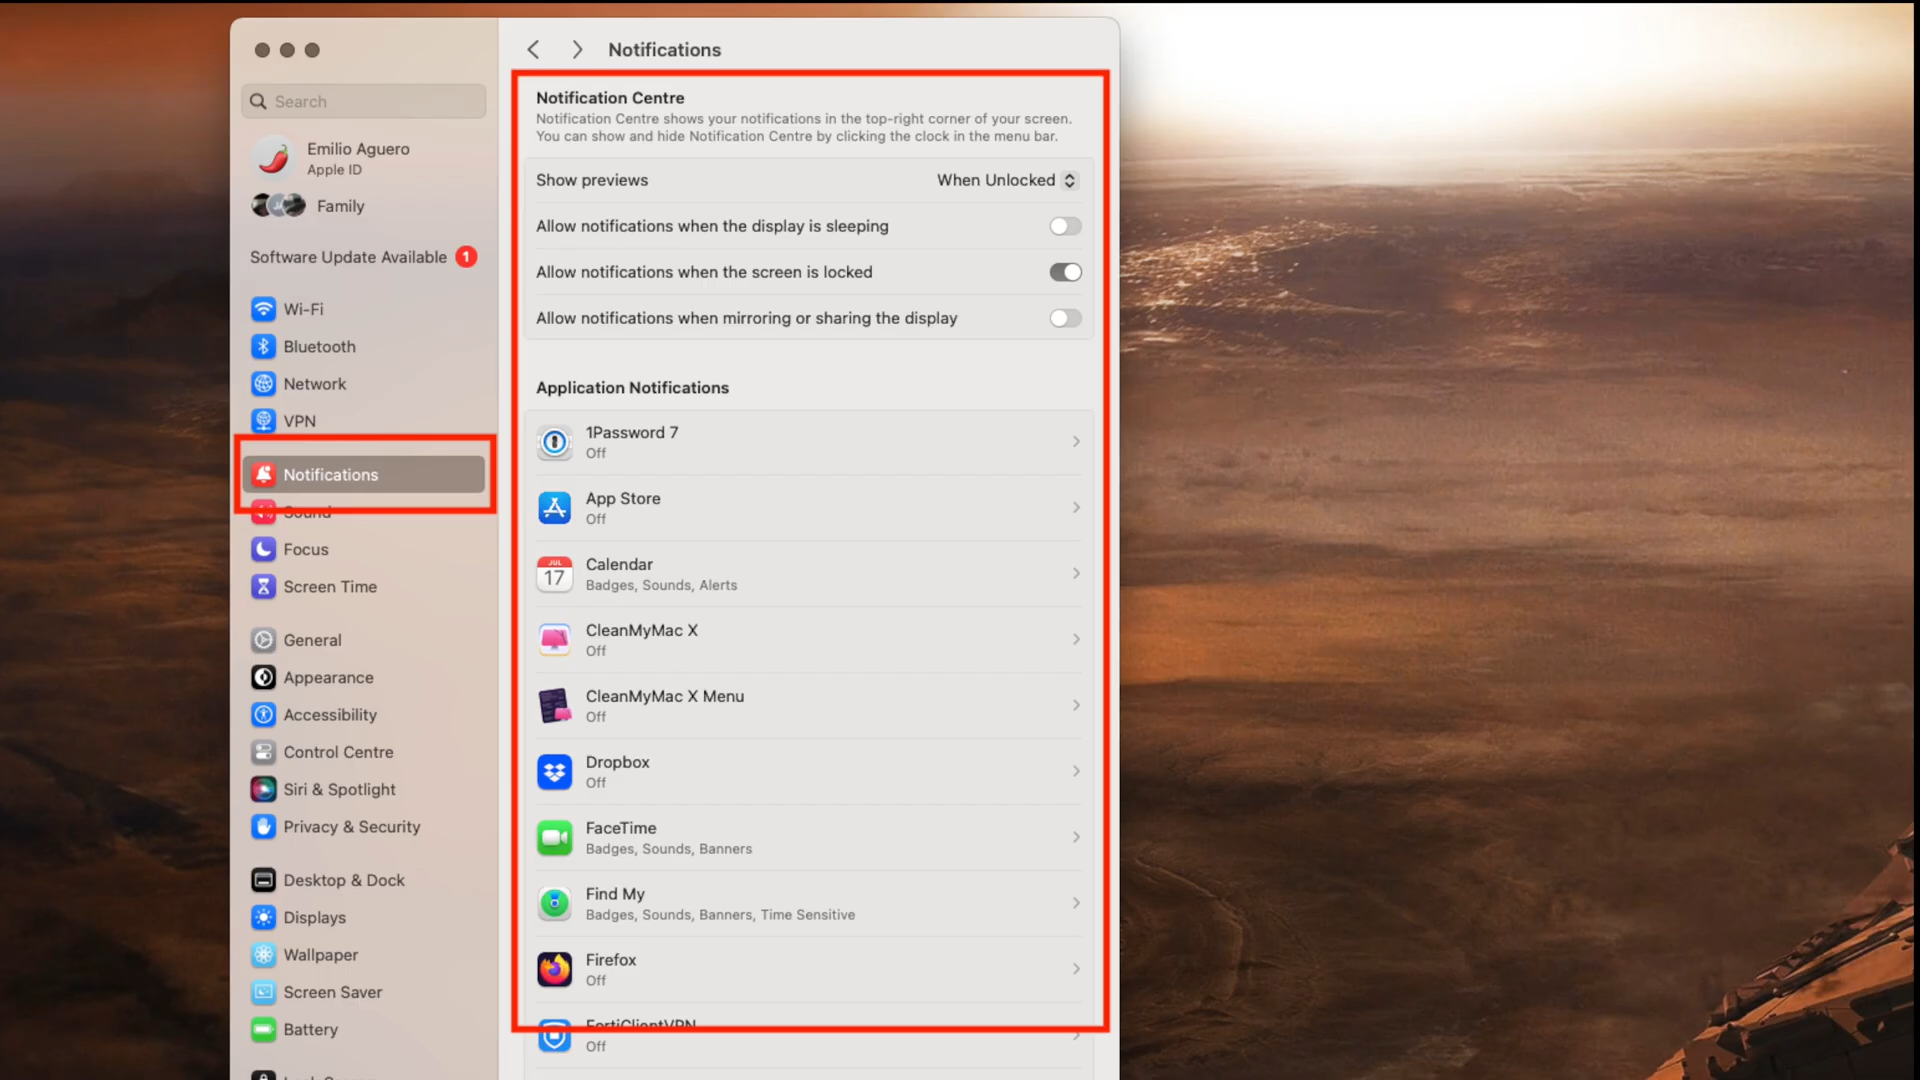 Search
Emilio Aguero
Apple ID
Family
Software Update Available 1
Wi-Fi
Bluetooth
Network
VPN
Notifications
Sound
Focus
Screen Time
General
Appearance
Accessibility
Control Centre
Siri & Spotlight
Privacy & Security
Desktop & Dock
Displays
Wallpaper
Screen Saver
Battery
Notifications
Notification Centre
Notification Centre shows your notifications in the top-right corner of your screen.
You can show and hide Notification Centre by clicking the clock in the menu bar.
Show previews When Unlocked
Allow notifications when the display is sleeping
Allow notifications when the screen is locked
Allow notifications when mirroring or sharing the display
Application Notifications
1Password 7
Off
App Store
Off
JUL
17
Calendar
Badges, Sounds, Alerts
CleanMyMac X
Off
CleanMyMac X Menu
Off
Dropbox
Off
FaceTime
Badges, Sounds, Banners
Find My
Badges, Sounds, Banners, Time Sensitive
Firefox
Off
FortiClientVPN
Off